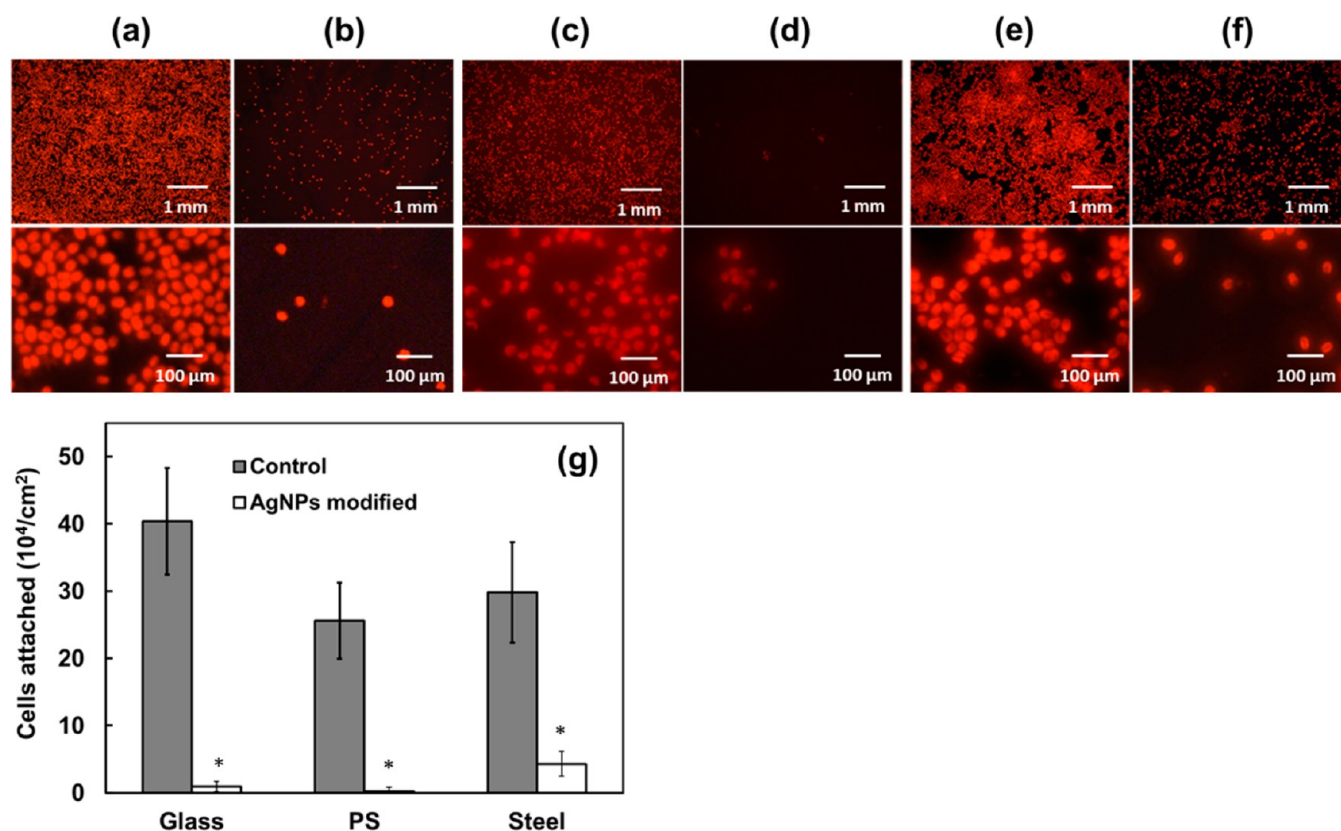 (a) (b) (c) (d) (e) (f)
1 mm 1 mm 1 mm 1 mm 1 mm 1 mm
100 µm 100 µm 100 µm 100 µm 100 µm 100 µm
(g)
Cells attached (10⁴/cm²)
50
40
30
20
10
0
Control
AgNPs modified
* * *
Glass PS Steel